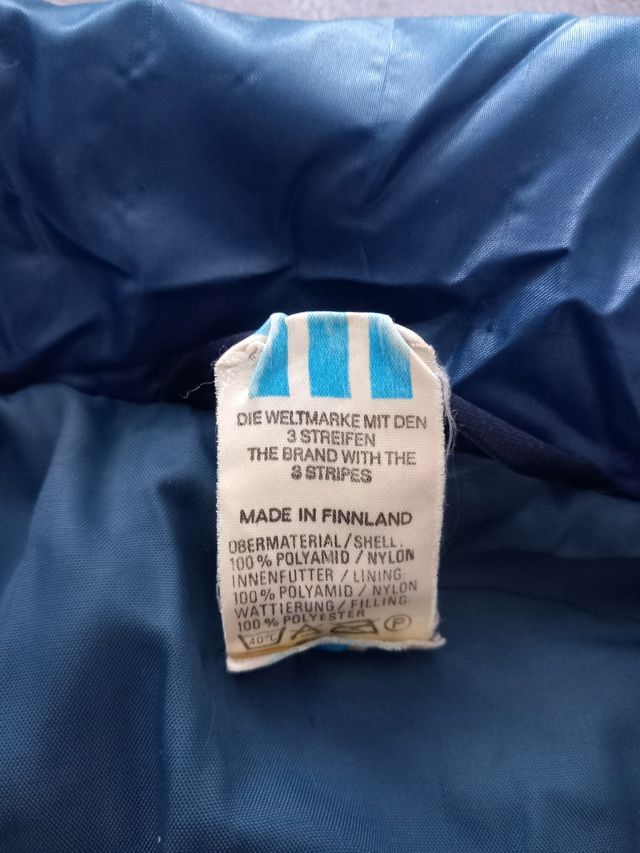 DIE WELTMARKE MIT DEN
3 STREIFEN
THE BRAND WITH THE
3 STRIPES
MADE IN FINNLAND
OBERMATERIAL/SHELL:
100% POLYAMID / NYLON
INNENFUTTER / LINING:
100% POLYAMID / NYLON
WATTIERUNG / FILLING:
100% POLYESTER
40°C
P